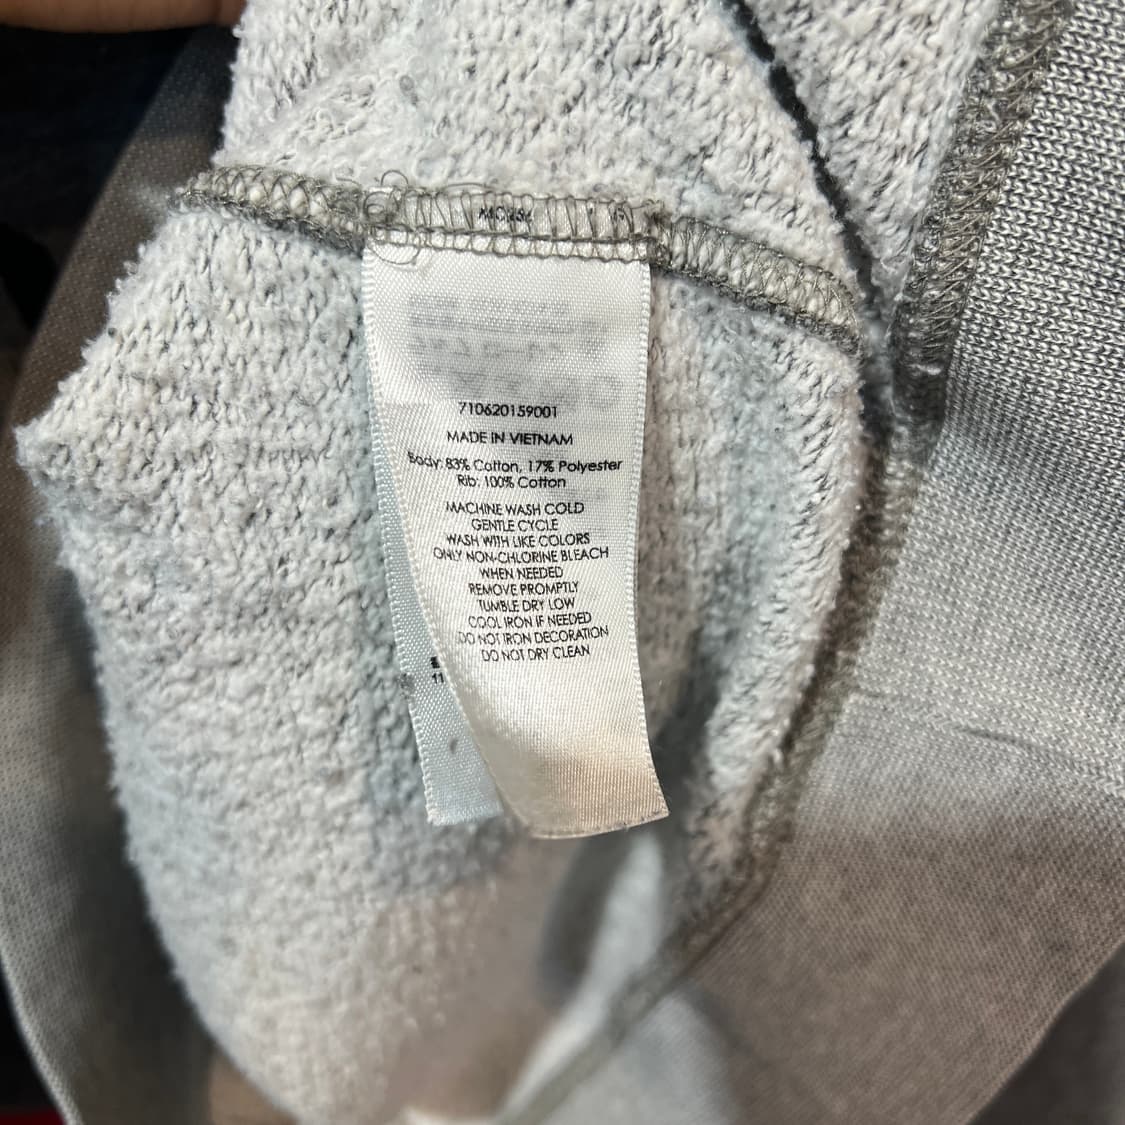 710620159001
MADE IN VIETNAM
Body: 83% Cotton, 17% Polyester
Rib: 100% Cotton
MACHINE WASH COLD
GENTLE CYCLE
WASH WITH LIKE COLORS
ONLY NON-CHLORINE BLEACH
WHEN NEEDED
REMOVE PROMPTLY
TUMBLE DRY LOW
COOL IRON IF NEEDED
DO NOT IRON DECORATION
DO NOT DRY CLEAN
11